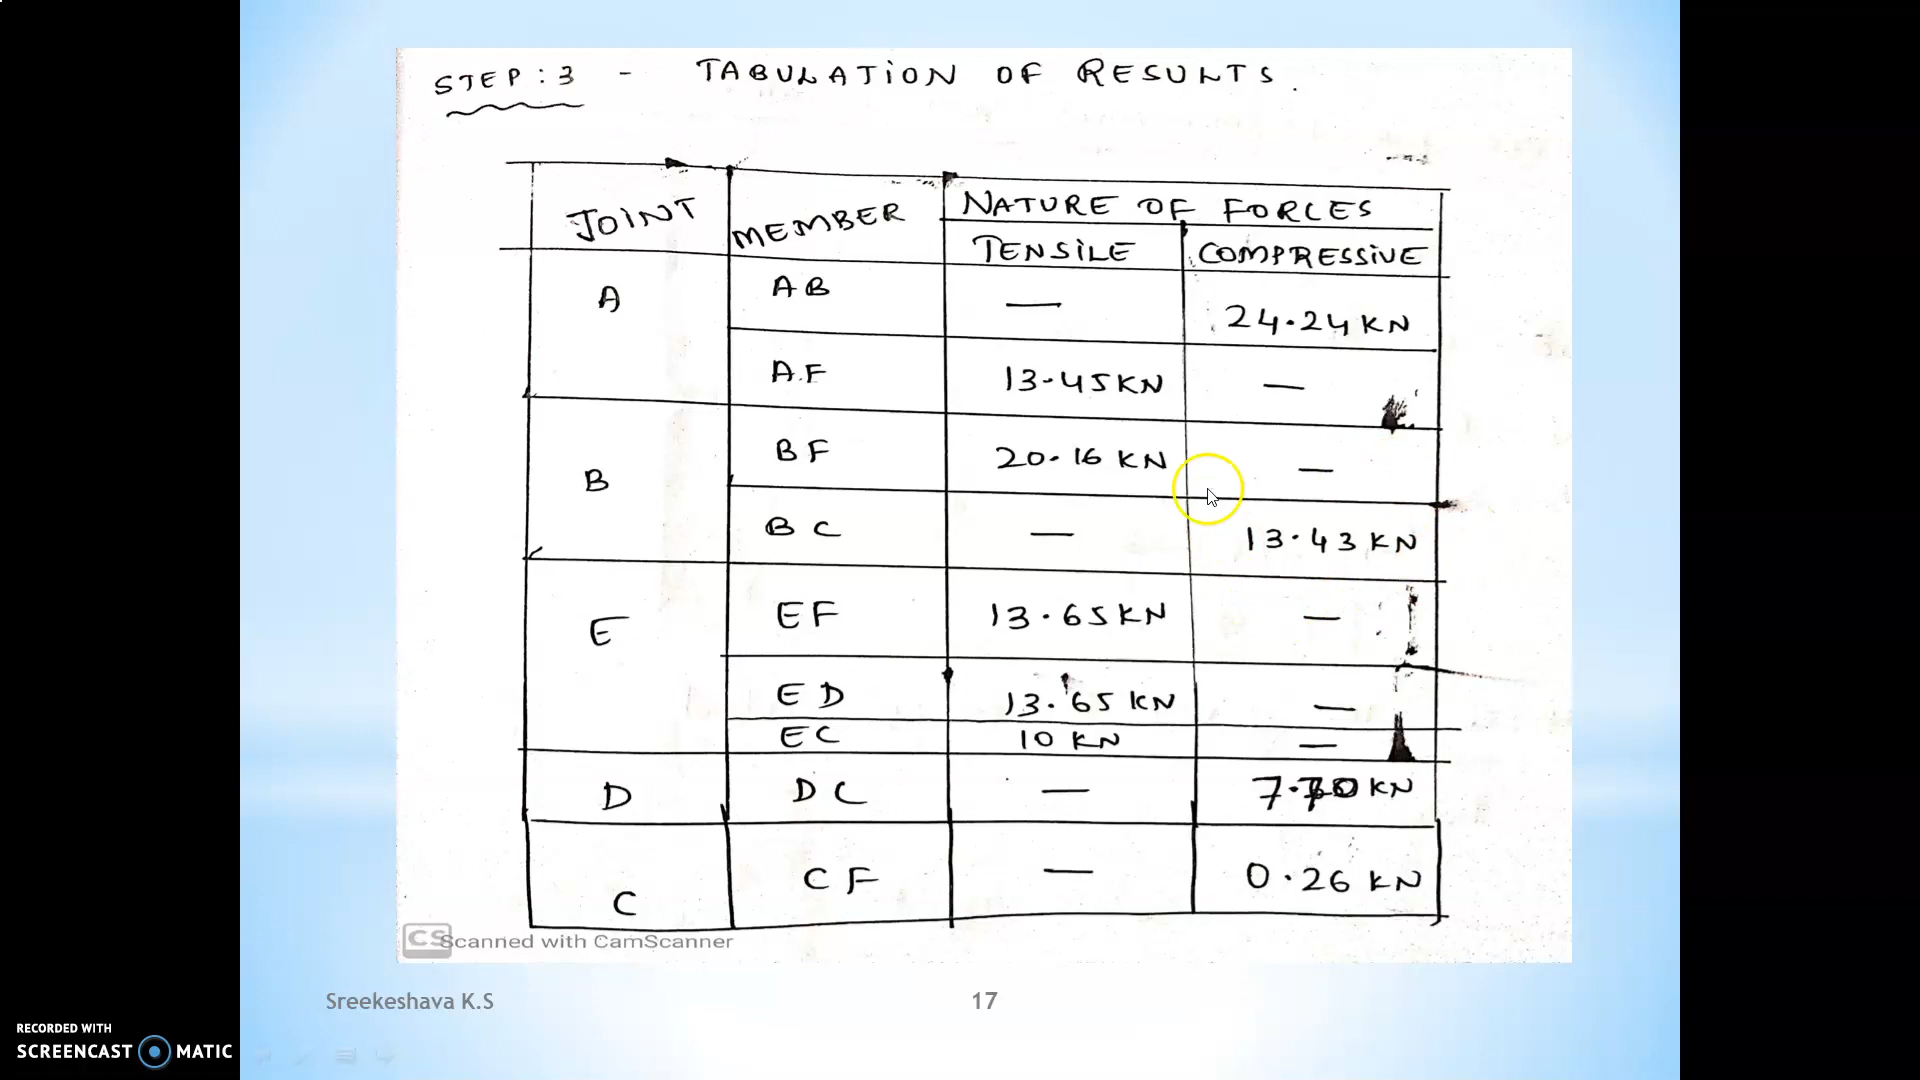 STEP: 3 - TABULATION OF RESULTS.
JOINT MEMBER NATURE OF FORCES
TENSILE COMPRESSIVE
A AB — 24.24 KN
AF 13.45 KN —
B BF 20.16 KN —
BC — 13.43 KN
E EF 13.65 KN —
ED 13.65 KN —
EC 10 KN —
D DC — KN
C CF — 0.26 KN
CS Scanned with CamScanner
Sreekeshava K.S 17
RECORDED WITH
SCREENCAST MATIC